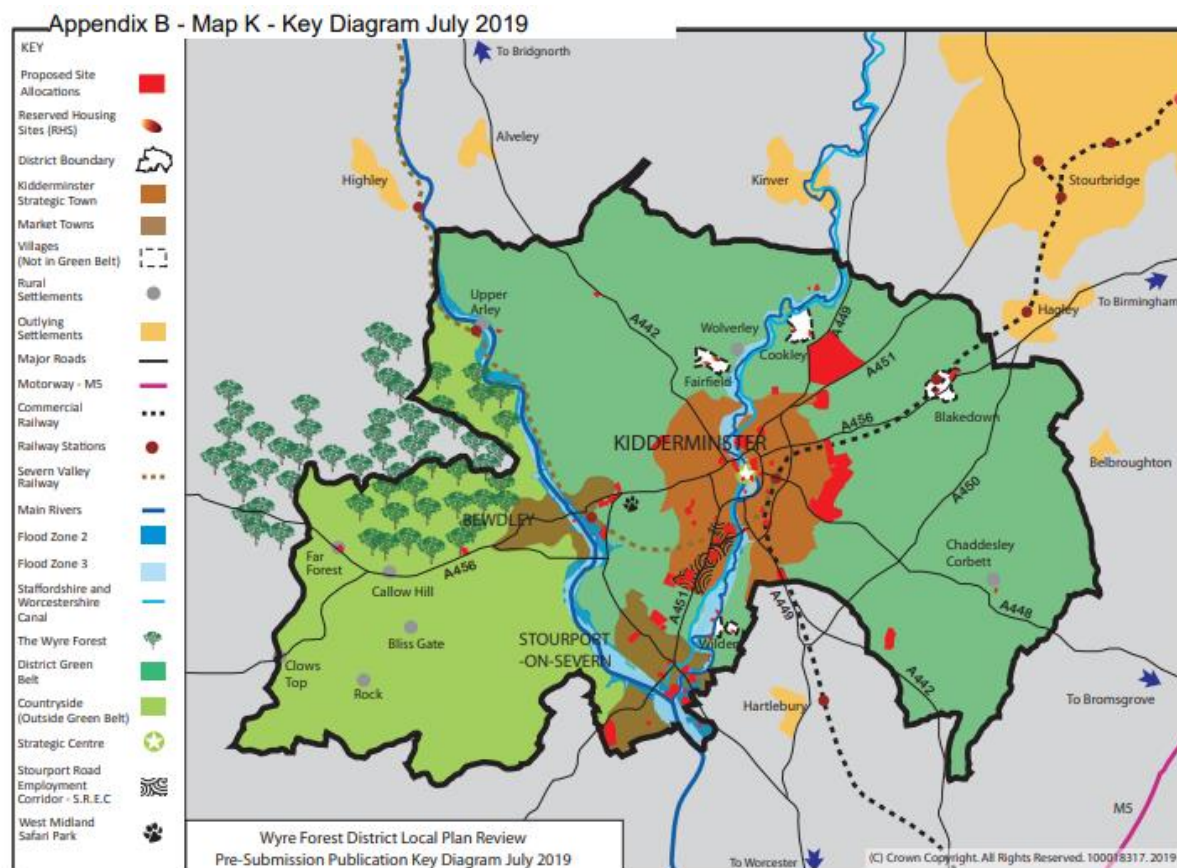 Appendix B - Map K - Key Diagram July 2019
KEY
Proposed Site
Allocations
Reserved Housing
Sites (RHS)
District Boundary
Kidderminster
Strategic Town
Market Towns
Villages
(Not in Green Belt)
Rural
Settlements
Outlying
Settlements
Major Roads
Motorway - M5
Commercial
Railway
Railway Stations
Severn Valley
Railway
Main Rivers
Flood Zone 2
Flood Zone 3
Staffordshire and
Worcestershire
Canal
The Wyre Forest
District Green
Belt
Countryside
(Outside Green Belt)
Strategic Centre
Stourport Road
Employment
Corridor - S.R.E.C
West Midland
Safari Park
To Bridgnorth
Alveley
Highley
Kinver
Stourbridge
To Birmingham
Hagley
Upper
Arley
A442
Wolverley
Cookley
A449
A451
Fairfield
A456
Blakedown
KIDDERMINSTER
Belbroughton
A450
BEWDLEY
Far
Forest
A456
Callow Hill
Chaddesley
Corbett
A451
A449
A448
Bliss Gate
STOURPORT
-ON-SEVERN
Wilden
Clows
Top
Rock
A442
Hartlebury
To Bromsgrove
M5
Wyre Forest District Local Plan Review
Pre-Submission Publication Key Diagram July 2019
To Worcester
(C) Crown Copyright. All Rights Reserved. 100018317. 2019